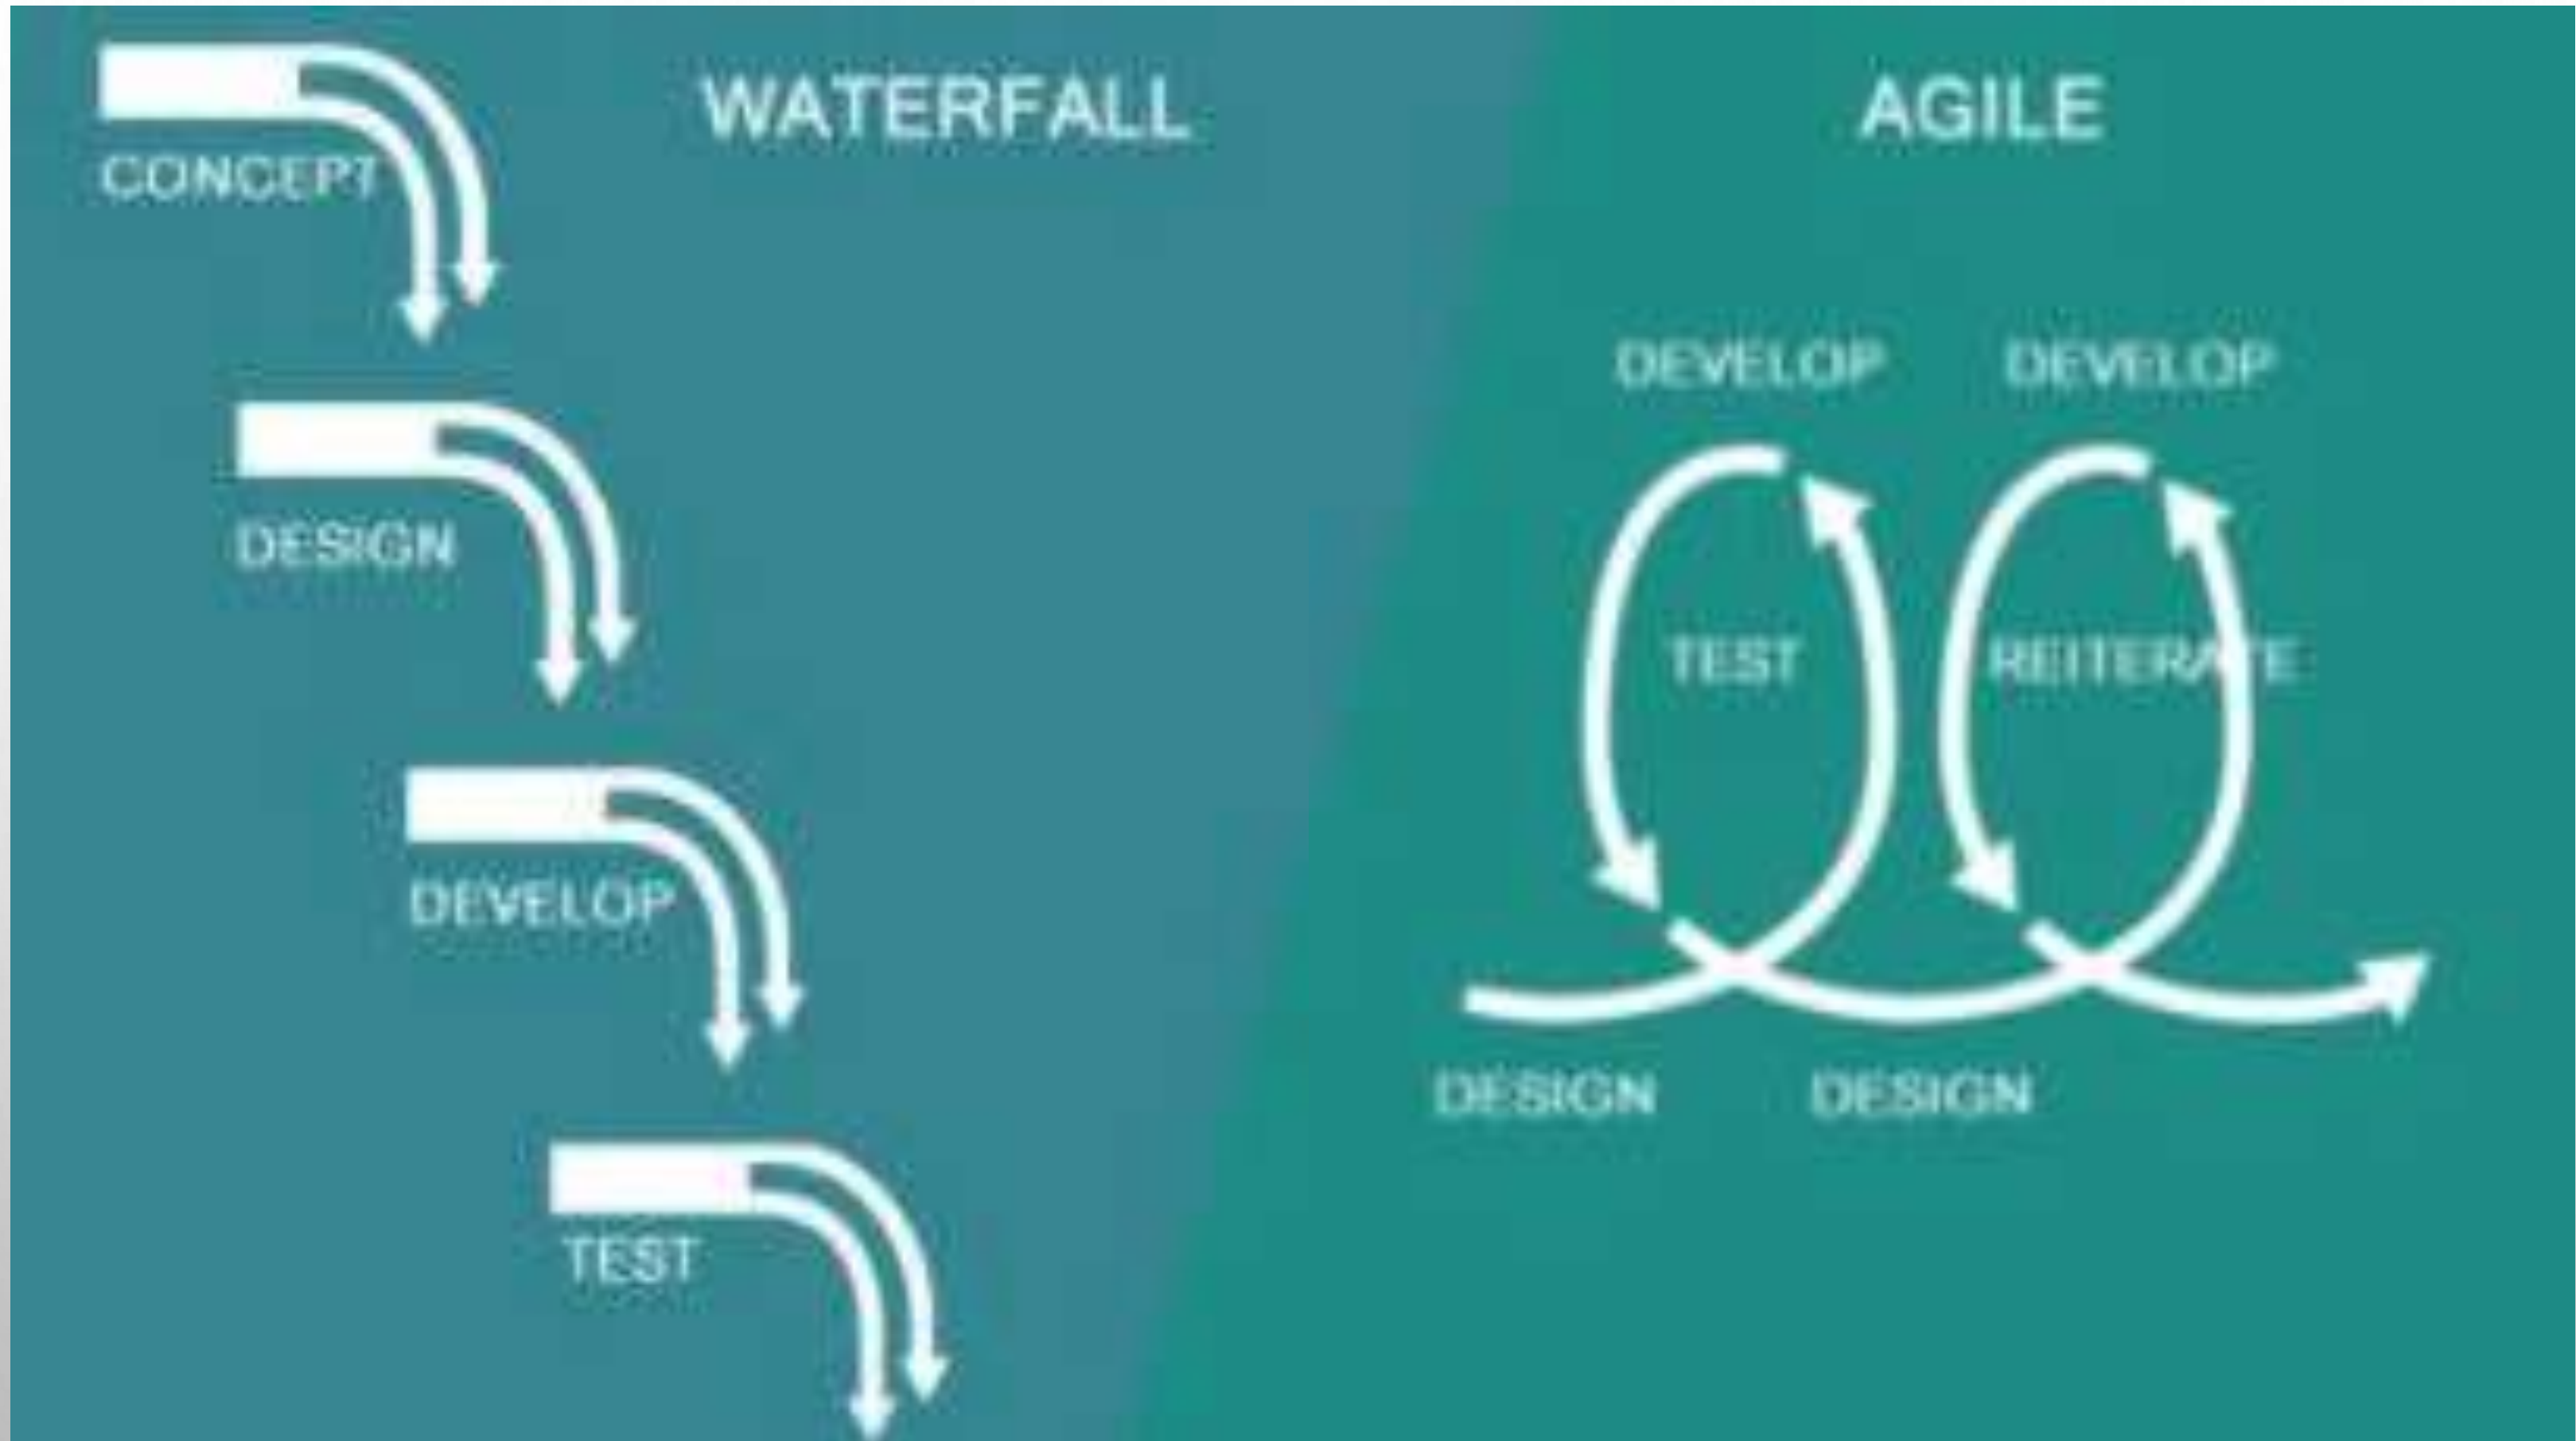 WATERFALL
CONCEPT
DESIGN
DEVELOP
TEST
AGILE
DEVELOP
DEVELOP
TEST
REITERATE
DESIGN
DESIGN